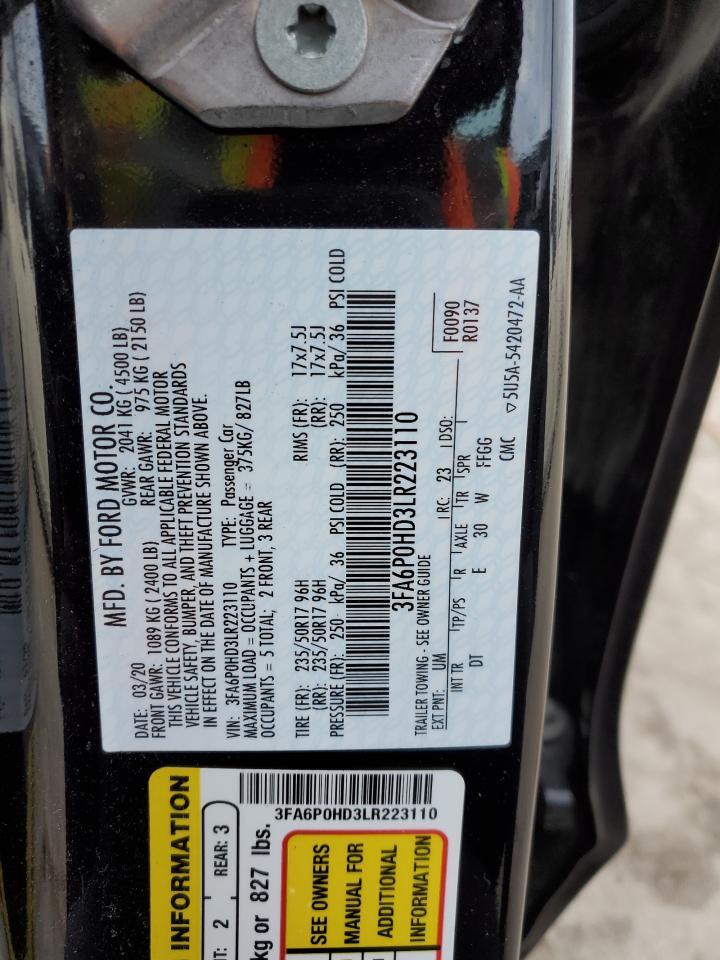 MFD. BY FORD MOTOR CO.
DATE: 03/20 GVWR: 2041 KG ( 4500 LB)
FRONT GAWR: 1089 KG ( 2400 LB) REAR GAWR: 975 KG ( 2150 LB)
THIS VEHICLE CONFORMS TO ALL APPLICABLE FEDERAL MOTOR
VEHICLE SAFETY, BUMPER, AND THEFT PREVENTION STANDARDS
IN EFFECT ON THE DATE OF MANUFACTURE SHOWN ABOVE.
VIN: 3FA6P0HD3LR223110 TYPE: Passenger Car
MAXIMUM LOAD = OCCUPANTS + LUGGAGE = 375KG/ 827LB
OCCUPANTS = 5 TOTAL; 2 FRONT, 3 REAR
TIRE (FR): 235/50R17 96H RIMS (FR): 17x7.5J
(RR): 235/50R17 96H (RR): 17x7.5J
PRESSURE (FR): 250 kPa/ 36 PSI COLD (RR): 250 kPa/ 36 PSI COLD
3FA6P0HD3LR223110
TRAILER TOWING - SEE OWNER GUIDE
F0090
R0137
EXT PNT: UM RC: 23 DSO:
INT TR TP/PS R AXLE TR SPR
DT E 30 W FFGG
CMC ▽5U5A-5420472-AA
3FA6P0HD3LR223110
INFORMATION
2 REAR: 3
kg or 827 lbs.
SEE OWNERS
MANUAL FOR
ADDITIONAL
INFORMATION